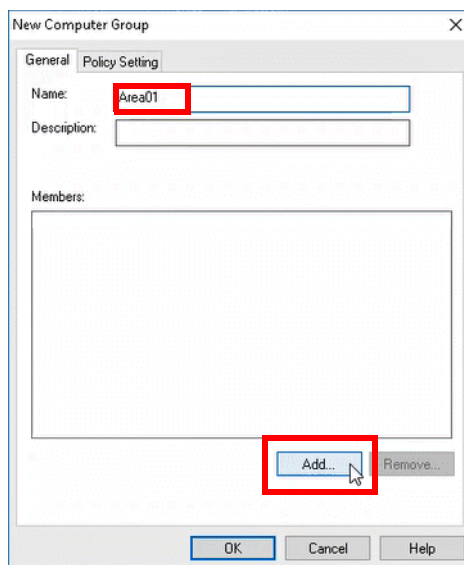 New Computer Group
General Policy Setting
Name: Area01
Description:
Members:
Add... Remove...
OK Cancel Help